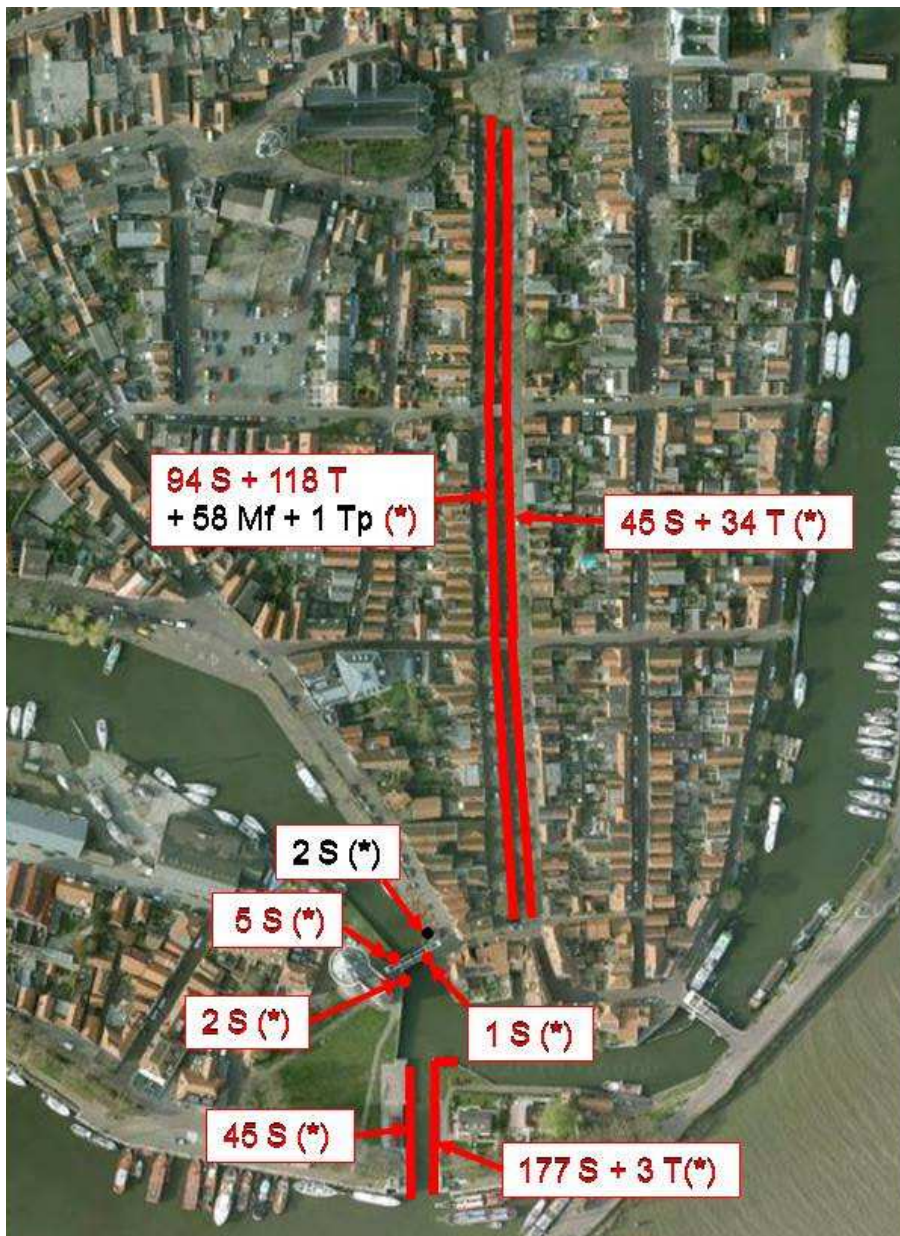 94 S + 118 T
+ 58 Mf + 1 Tp (*)
45 S + 34 T (*)
2 S (*)
5 S (*)
2 S (*)
1 S (*)
45 S (*)
177 S + 3 T(*)